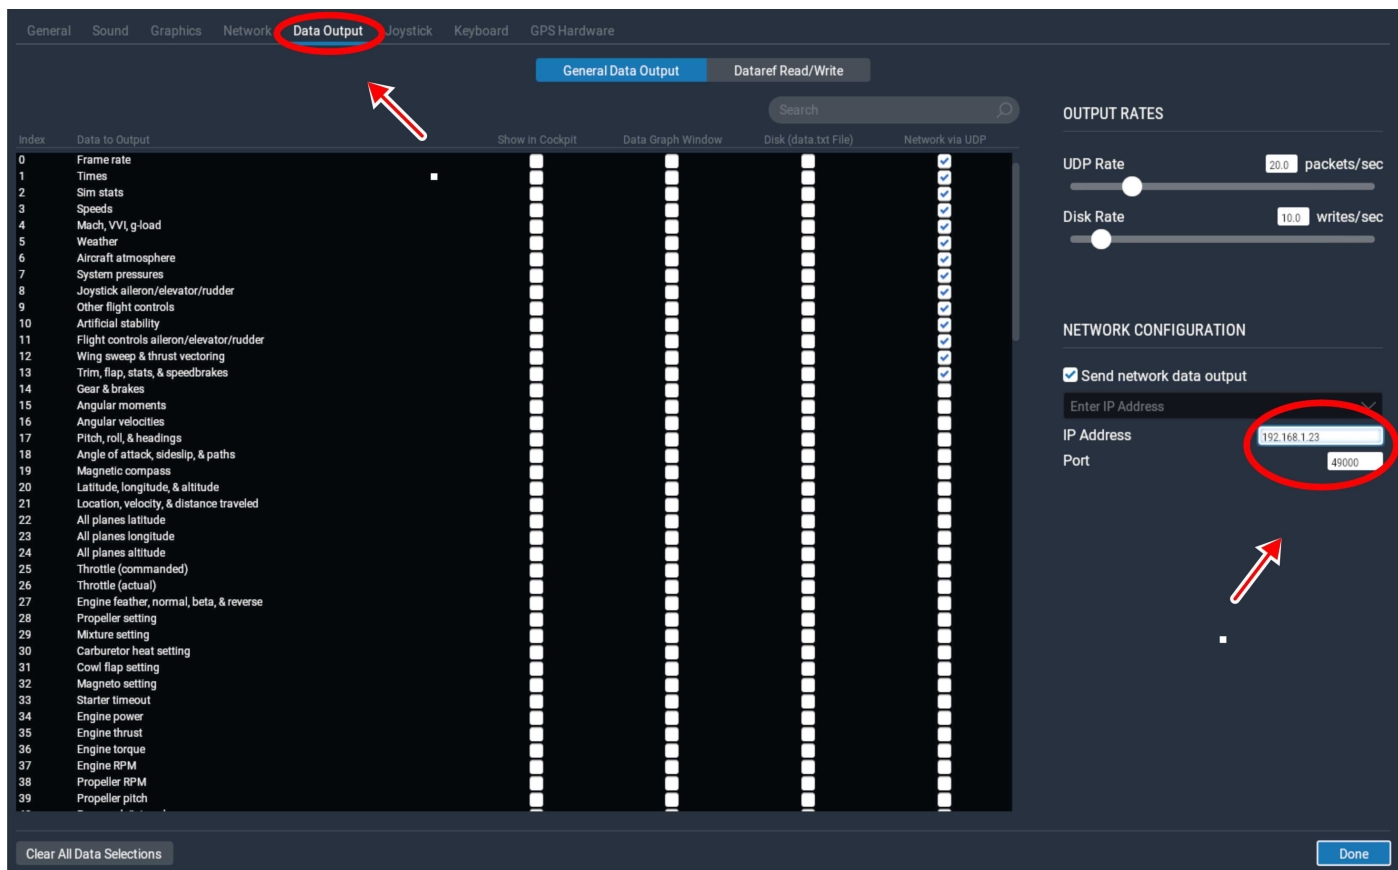 General Sound Graphics Network Data Output Joystick Keyboard GPS Hardware
General Data Output Dataref Read/Write
Search
Index Data to Output Show in Cockpit Data Graph Window Disk (data.txt File) Network via UDP
0 Frame rate
1 Times
2 Sim stats
3 Speeds
4 Mach, VVI, g-load
5 Weather
6 Aircraft atmosphere
7 System pressures
8 Joystick aileron/elevator/rudder
9 Other flight controls
10 Artificial stability
11 Flight controls aileron/elevator/rudder
12 Wing sweep & thrust vectoring
13 Trim, flap, stats, & speedbrakes
14 Gear & brakes
15 Angular moments
16 Angular velocities
17 Pitch, roll, & headings
18 Angle of attack, sideslip, & paths
19 Magnetic compass
20 Latitude, longitude, & altitude
21 Location, velocity, & distance traveled
22 All planes latitude
23 All planes longitude
24 All planes altitude
25 Throttle (commanded)
26 Throttle (actual)
27 Engine feather, normal, beta, & reverse
28 Propeller setting
29 Mixture setting
30 Carburetor heat setting
31 Cowl flap setting
32 Magneto setting
33 Starter timeout
34 Engine power
35 Engine thrust
36 Engine torque
37 Engine RPM
38 Propeller RPM
39 Propeller pitch
OUTPUT RATES
UDP Rate 20.0 packets/sec
Disk Rate 10.0 writes/sec
NETWORK CONFIGURATION
Send network data output
Enter IP Address
IP Address 192.168.1.23
Port 49000
Clear All Data Selections
Done